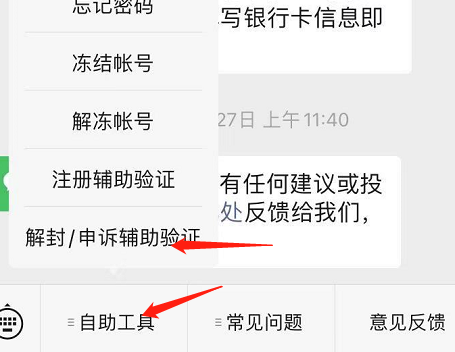 忘记密码
写银行卡信息即
冻结帐号
27日 上午11:40
解冻帐号
注册辅助验证
有任何建议或投
处反馈给我们，
解封/申诉辅助验证
自助工具
常见问题
意见反馈